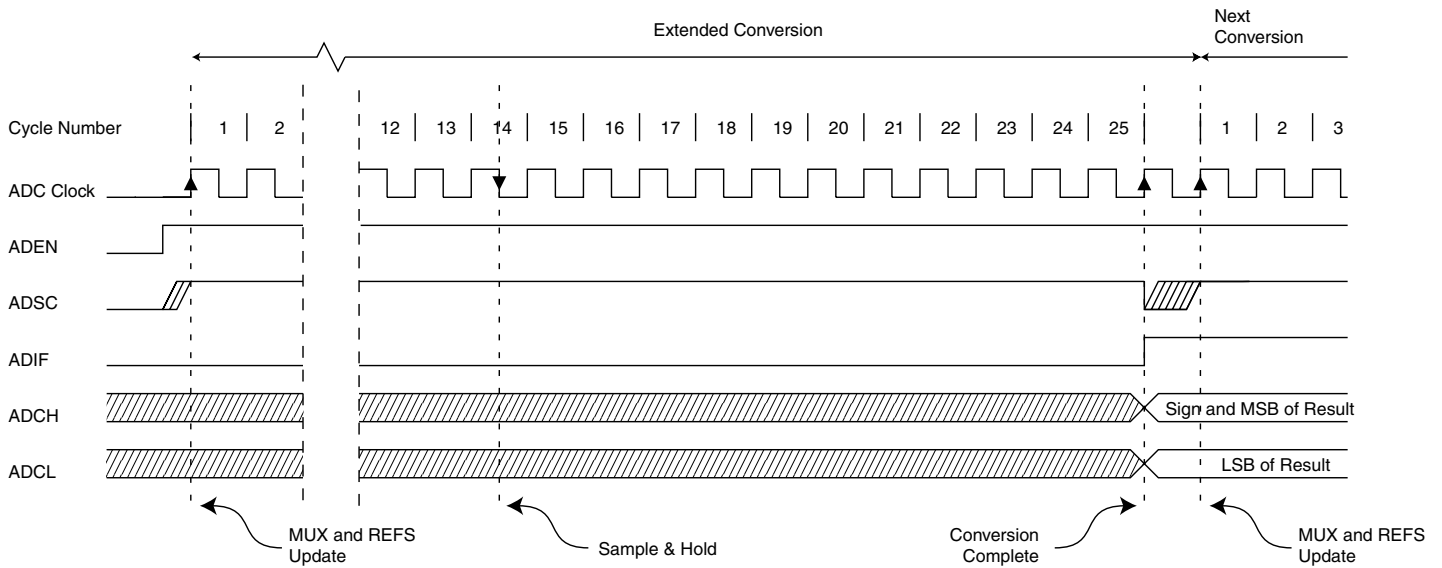 Extended Conversion
Next
Conversion
Cycle Number
1 2 12 13 14 15 16 17 18 19 20 21 22 23 24 25 1 2 3
ADC Clock
ADEN
ADSC
ADIF
ADCH
Sign and MSB of Result
ADCL
LSB of Result
MUX and REFS
Update
Sample & Hold
Conversion
Complete
MUX and REFS
Update